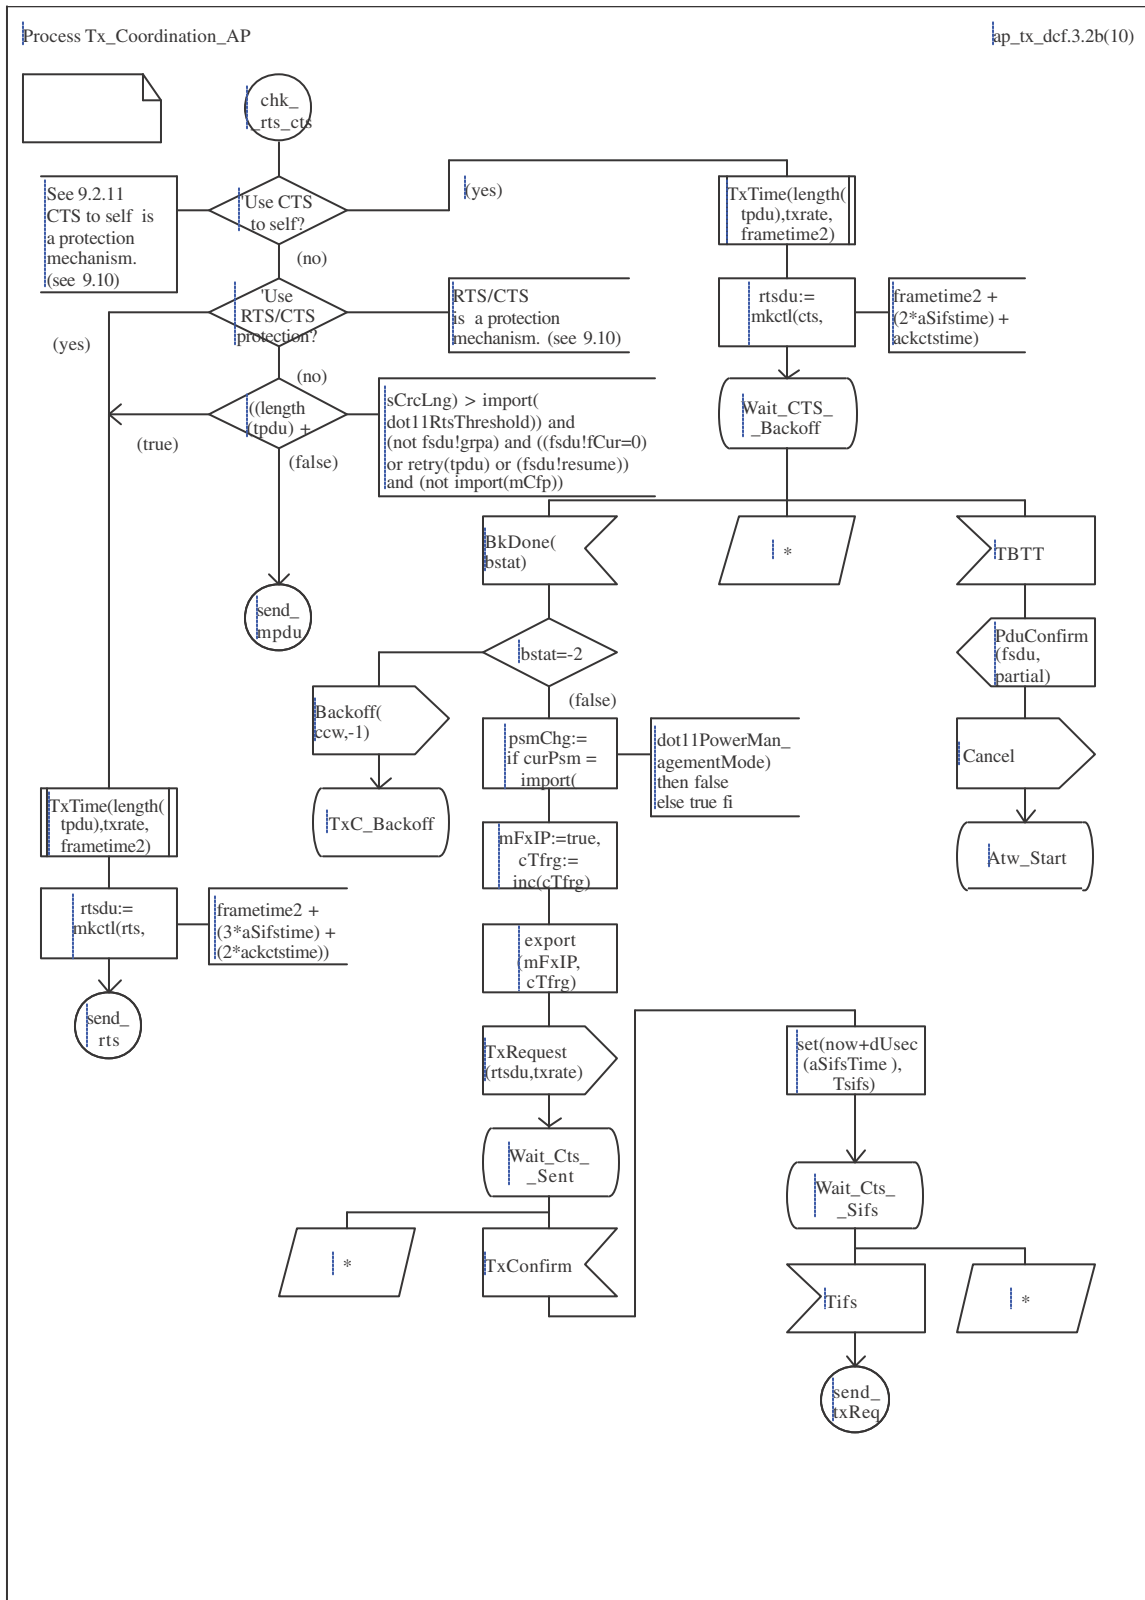 Process Tx_Coordination_AP
ap_tx_dcf.3.2b(10)
chk_
_rts_cts
See 9.2.11
CTS to self is
a protection
mechanism.
(see 9.10)
'Use CTS
to self?
(yes)
(no)
TxTime(length(
tpdu),txrate,
frametime2)
'Use
RTS/CTS
protection?
(yes)
(no)
RTS/CTS
is a protection
mechanism. (see 9.10)
rtsdu:=
mkctl(cts,
frametime2 +
(2*aSifstime) +
ackctstime)
((length
(tpdu) +
(true)
(false)
sCrcLng) > import(
dot11RtsThreshold)) and
(not fsdu!grpa) and ((fsdu!fCur=0)
or retry(tpdu) or (fsdu!resume))
and (not import(mCfp))
Wait_CTS_
_Backoff
BkDone(
bstat)
*
TBTT
send_
mpdu
bstat=-2
(false)
PduConfirm
(fsdu,
partial)
Backoff(
ccw,-1)
psmChg:=
if curPsm =
import(
dot11PowerMan_
agementMode)
then false
else true fi
Cancel
TxTime(length(
tpdu),txrate,
frametime2)
TxC_Backoff
mFxIP:=true,
cTfrg:=
inc(cTfrg)
Atw_Start
rtsdu:=
mkctl(rts,
frametime2 +
(3*aSifstime) +
(2*ackctstime))
export
(mFxIP,
cTfrg)
send_
rts
TxRequest
(rtsdu,txrate)
set(now+dUsec
(aSifsTime ),
Tsifs)
Wait_Cts_
_Sent
Wait_Cts_
_Sifs
*
TxConfirm
Tifs
*
send_
txReq